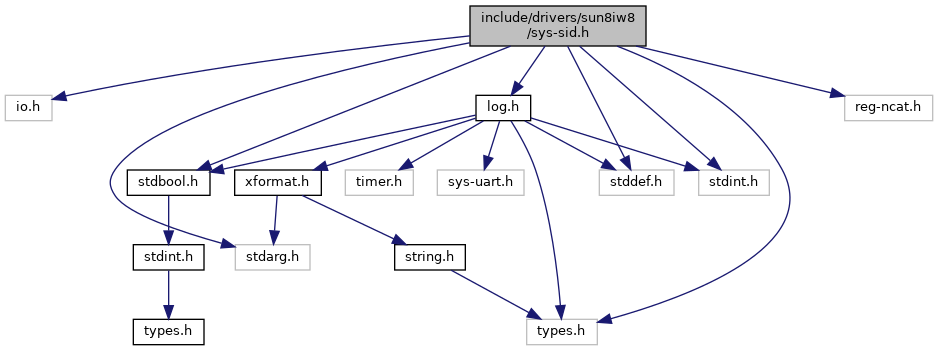 include/drivers/sun8iw8
/sys-sid.h
io.h
log.h
reg-ncat.h
stdbool.h
xformat.h
timer.h
sys-uart.h
stddef.h
stdint.h
stdint.h
stdarg.h
string.h
types.h
types.h